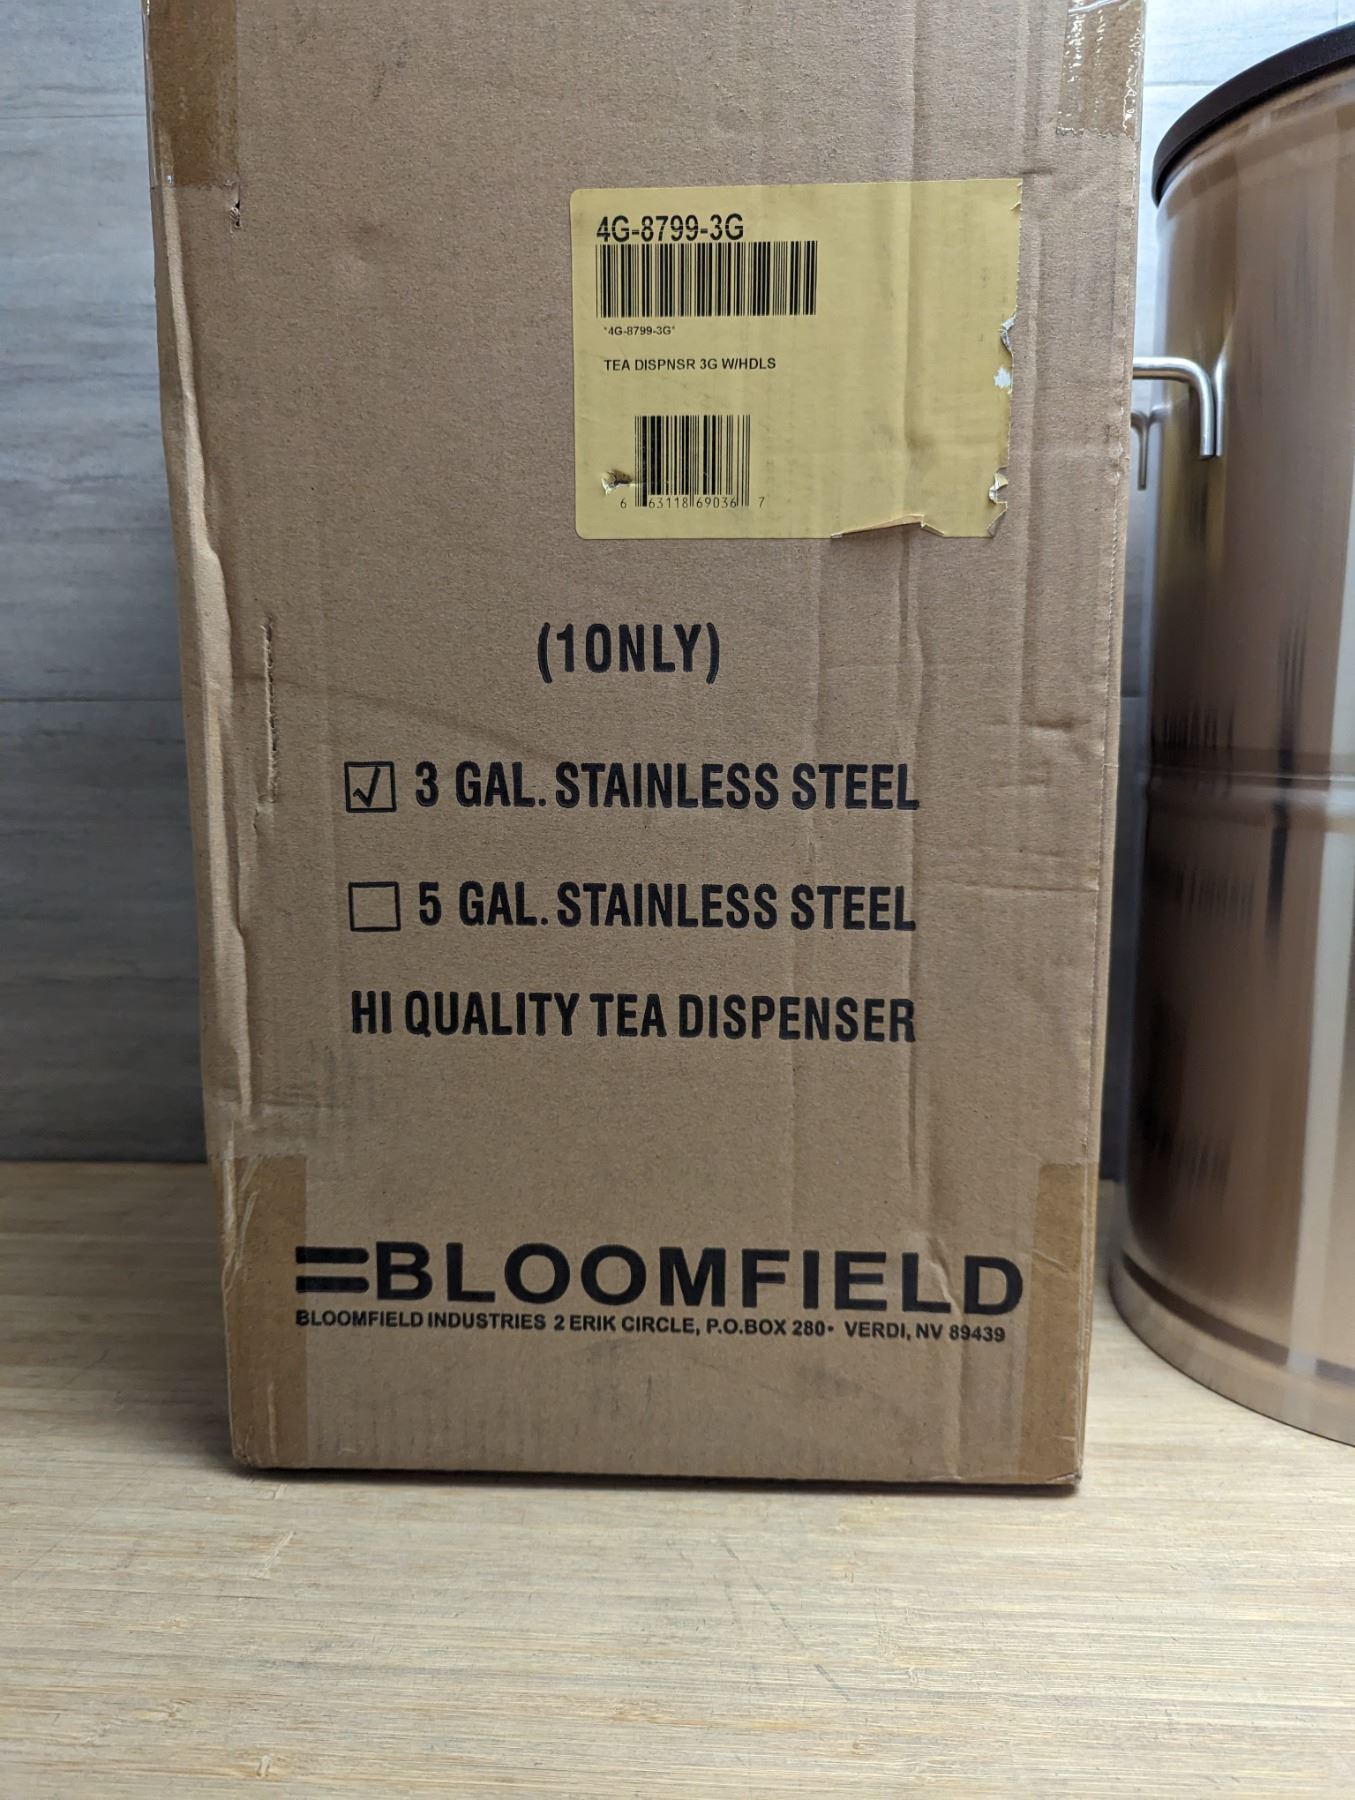 4G-8799-3G
*4G-8799-3G*
TEA DISPNSR 3G W/HDLS
6 63118 69036 7
(1ONLY)
3 GAL. STAINLESS STEEL
5 GAL. STAINLESS STEEL
HI QUALITY TEA DISPENSER
BLOOMFIELD
BLOOMFIELD INDUSTRIES 2 ERIK CIRCLE, P.O.BOX 280• VERDI, NV 89439